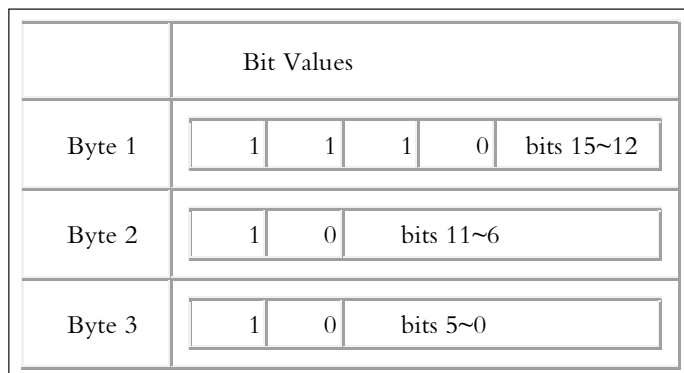 Bit Values
Byte 1 1 1 1 0 bits 15~12
Byte 2 1 0 bits 11~6
Byte 3 1 0 bits 5~0